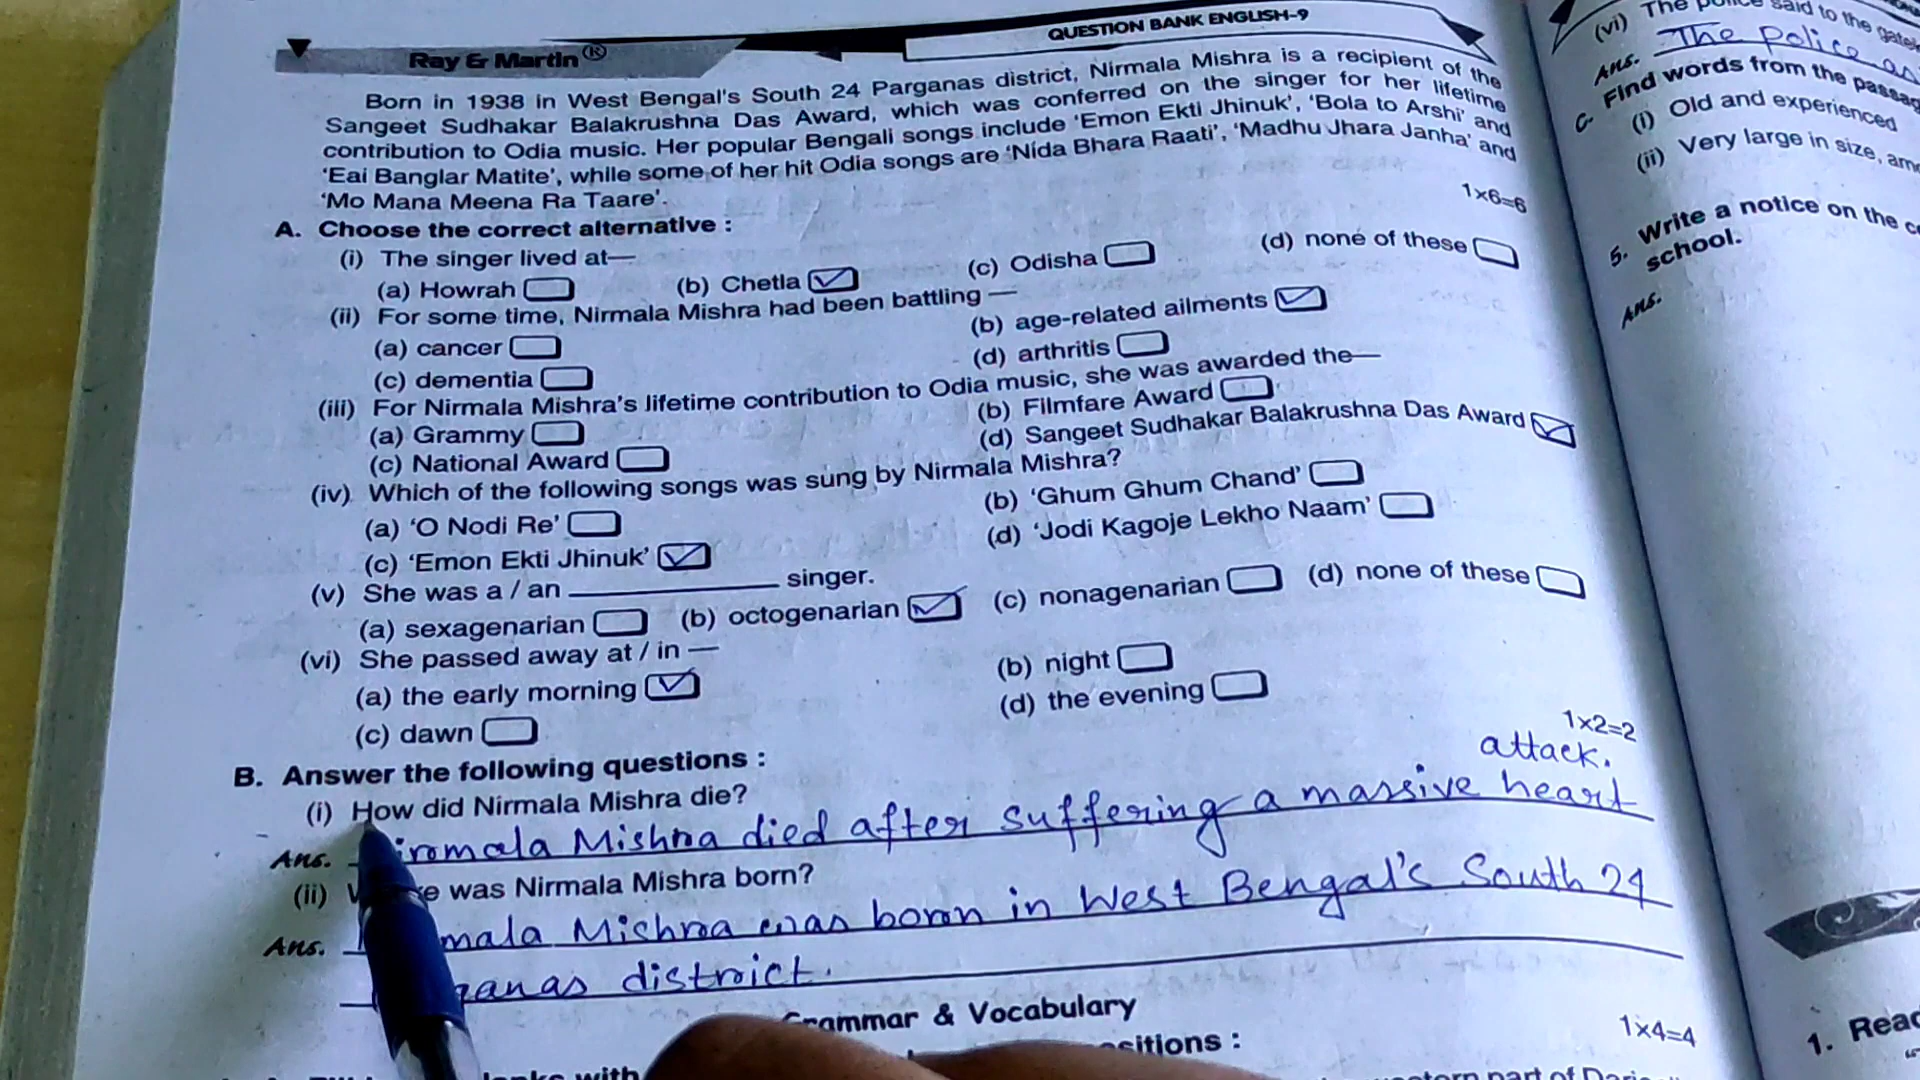 Ray & Martin®
QUESTION BANK ENGLISH-9
Born in 1938 in West Bengal's South 24 Parganas district, Nirmala Mishra is a recipient of the
Sangeet Sudhakar Balakrushna Das Award, which was conferred on the singer for her lifetime
contribution to Odia music. Her popular Bengali songs include 'Emon Ekti Jhinuk', 'Bola to Arshi' and
'Eai Banglar Matite', while some of her hit Odia songs are 'Nida Bhara Raati', 'Madhu Jhara Janha' and
'Mo Mana Meena Ra Taare'.
A. Choose the correct alternative : 1×6=6
(i) The singer lived at—
(a) Howrah (b) Chetla (c) Odisha (d) none of these
(ii) For some time, Nirmala Mishra had been battling —
(a) cancer (b) age-related ailments
(c) dementia (d) arthritis
(iii) For Nirmala Mishra's lifetime contribution to Odia music, she was awarded the—
(a) Grammy (b) Filmfare Award
(c) National Award (d) Sangeet Sudhakar Balakrushna Das Award
(iv) Which of the following songs was sung by Nirmala Mishra?
(a) 'O Nodi Re' (b) 'Ghum Ghum Chand'
(c) 'Emon Ekti Jhinuk' (d) 'Jodi Kagoje Lekho Naam'
(v) She was a / an ____________ singer.
(a) sexagenarian (b) octogenarian (c) nonagenarian (d) none of these
(vi) She passed away at / in —
(a) the early morning (b) night
(c) dawn (d) the evening
B. Answer the following questions : 1×2=2
(i) How did Nirmala Mishra die?
attack.
Ans. Mishra died after suffering a massive heart
(ii) was Nirmala Mishra born?
Ans. Mishra was born in West Bengal's South 24
district.
Grammar & Vocabulary
1×4=4
with
part of
(vi) The police said to the
Ans. The police
C. Find words from the
(i) Old and experienced
(ii) Very large in size,
5. Write a notice on the
school.
Ans.
1.